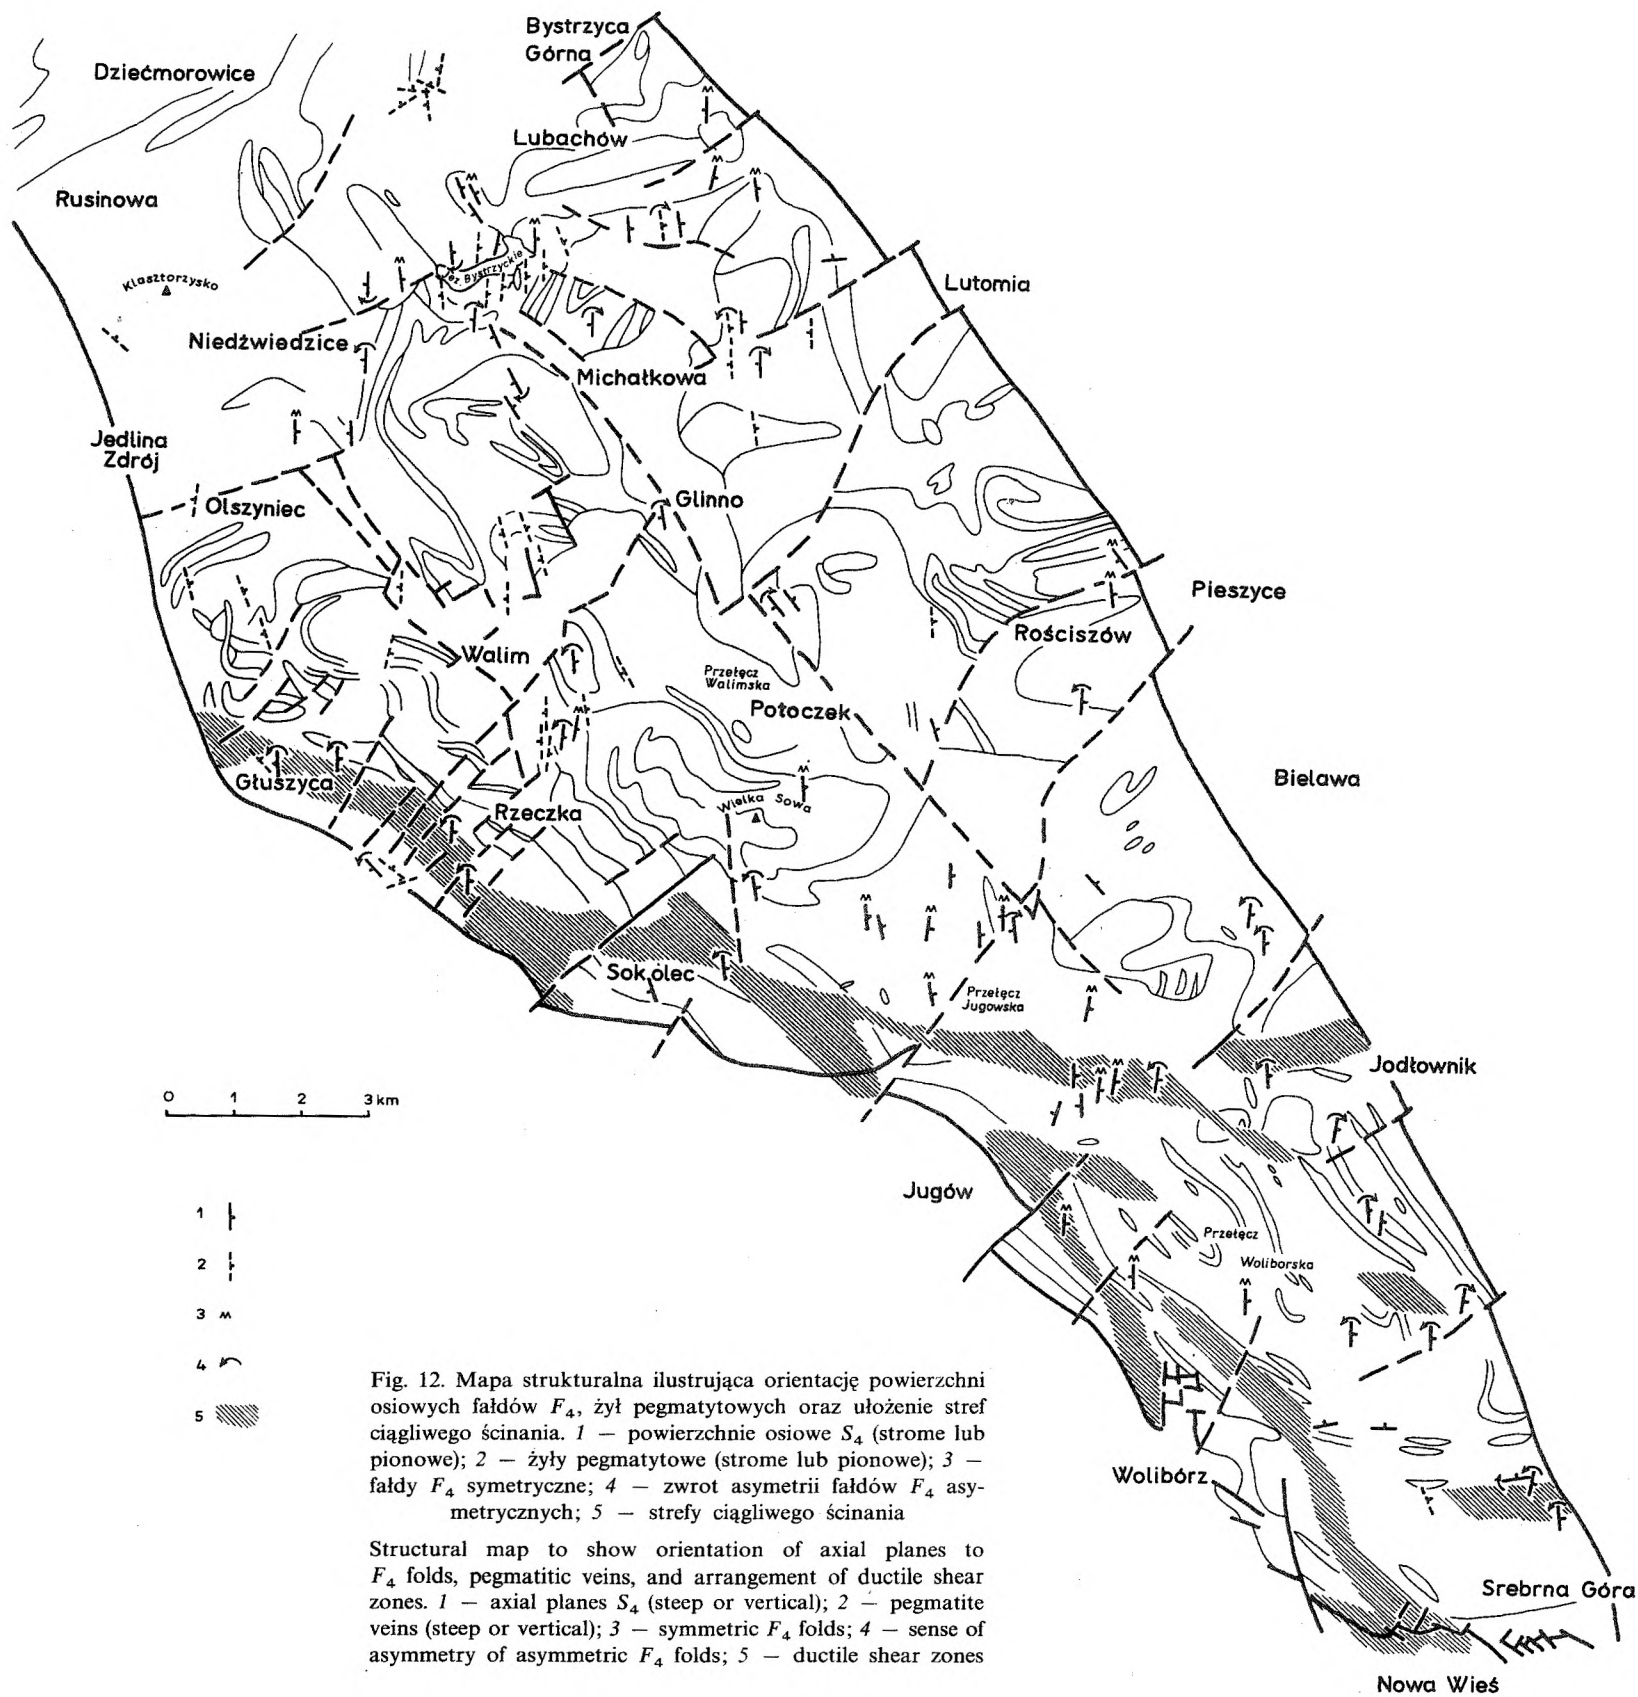 Bystrzyca
Górna
Dziećmorowice
Lubachów
Rusinowa
Klasztorzysko
Jez. Bystrzyckie
Lutomia
Niedźwiedzice
Michałkowa
Jedlina
Zdrój
Olszyniec
Glinno
Pieszyce
Rościszów
Walim
Przełęcz
Walimska
Potoczek
Bielawa
Głuszyca
Rzeczka
Wielka Sowa
Sokolec
Przełęcz
Jugowska
Jodłownik
0 1 2 3 km
Jugów
Przełęcz
Woliborska
1
2
3
4
5
Wolibórz
Srebrna Góra
Nowa Wieś
Fig. 12. Mapa strukturalna ilustrująca orientację powierzchni
osiowych fałdów F4, żył pegmatytowych oraz ułożenie stref
ciągliwego ścinania. 1 — powierzchnie osiowe S4 (strome lub
pionowe); 2 — żyły pegmatytowe (strome lub pionowe); 3 —
fałdy F4 symetryczne; 4 — zwrot asymetrii fałdów F4 asy-
metrycznych; 5 — strefy ciągliwego ścinania
Structural map to show orientation of axial planes to
F4 folds, pegmatitic veins, and arrangement of ductile shear
zones. 1 — axial planes S4 (steep or vertical); 2 — pegmatite
veins (steep or vertical); 3 — symmetric F4 folds; 4 — sense of
asymmetry of asymmetric F4 folds; 5 — ductile shear zones